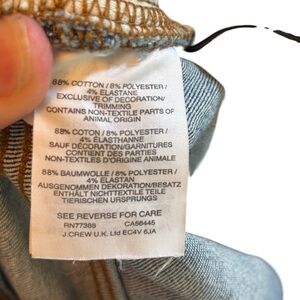 88% COTTON / 8% POLYESTER /
4% ELASTANE
EXCLUSIVE OF DECORATION/
TRIMMING
CONTAINS NON-TEXTILE PARTS OF
ANIMAL ORIGIN
88% COTON / 8% POLYESTER /
4% ÉLASTHANNE
SAUF DÉCORATION/GARNITURES
CONTIENT DES PARTIES
NON-TEXTILES D'ORIGINE ANIMALE
88% BAUMWOLLE / 8% POLYESTER /
4% ELASTAN
AUSGENOMMEN DEKORATION/BESATZ
ENTHÄLT NICHTTEXTILE TEILE
TIERISCHEN URSPRUNGS
SEE REVERSE FOR CARE
RN77389 CA56445
J.CREW U.K. Ltd EC4V 6JA